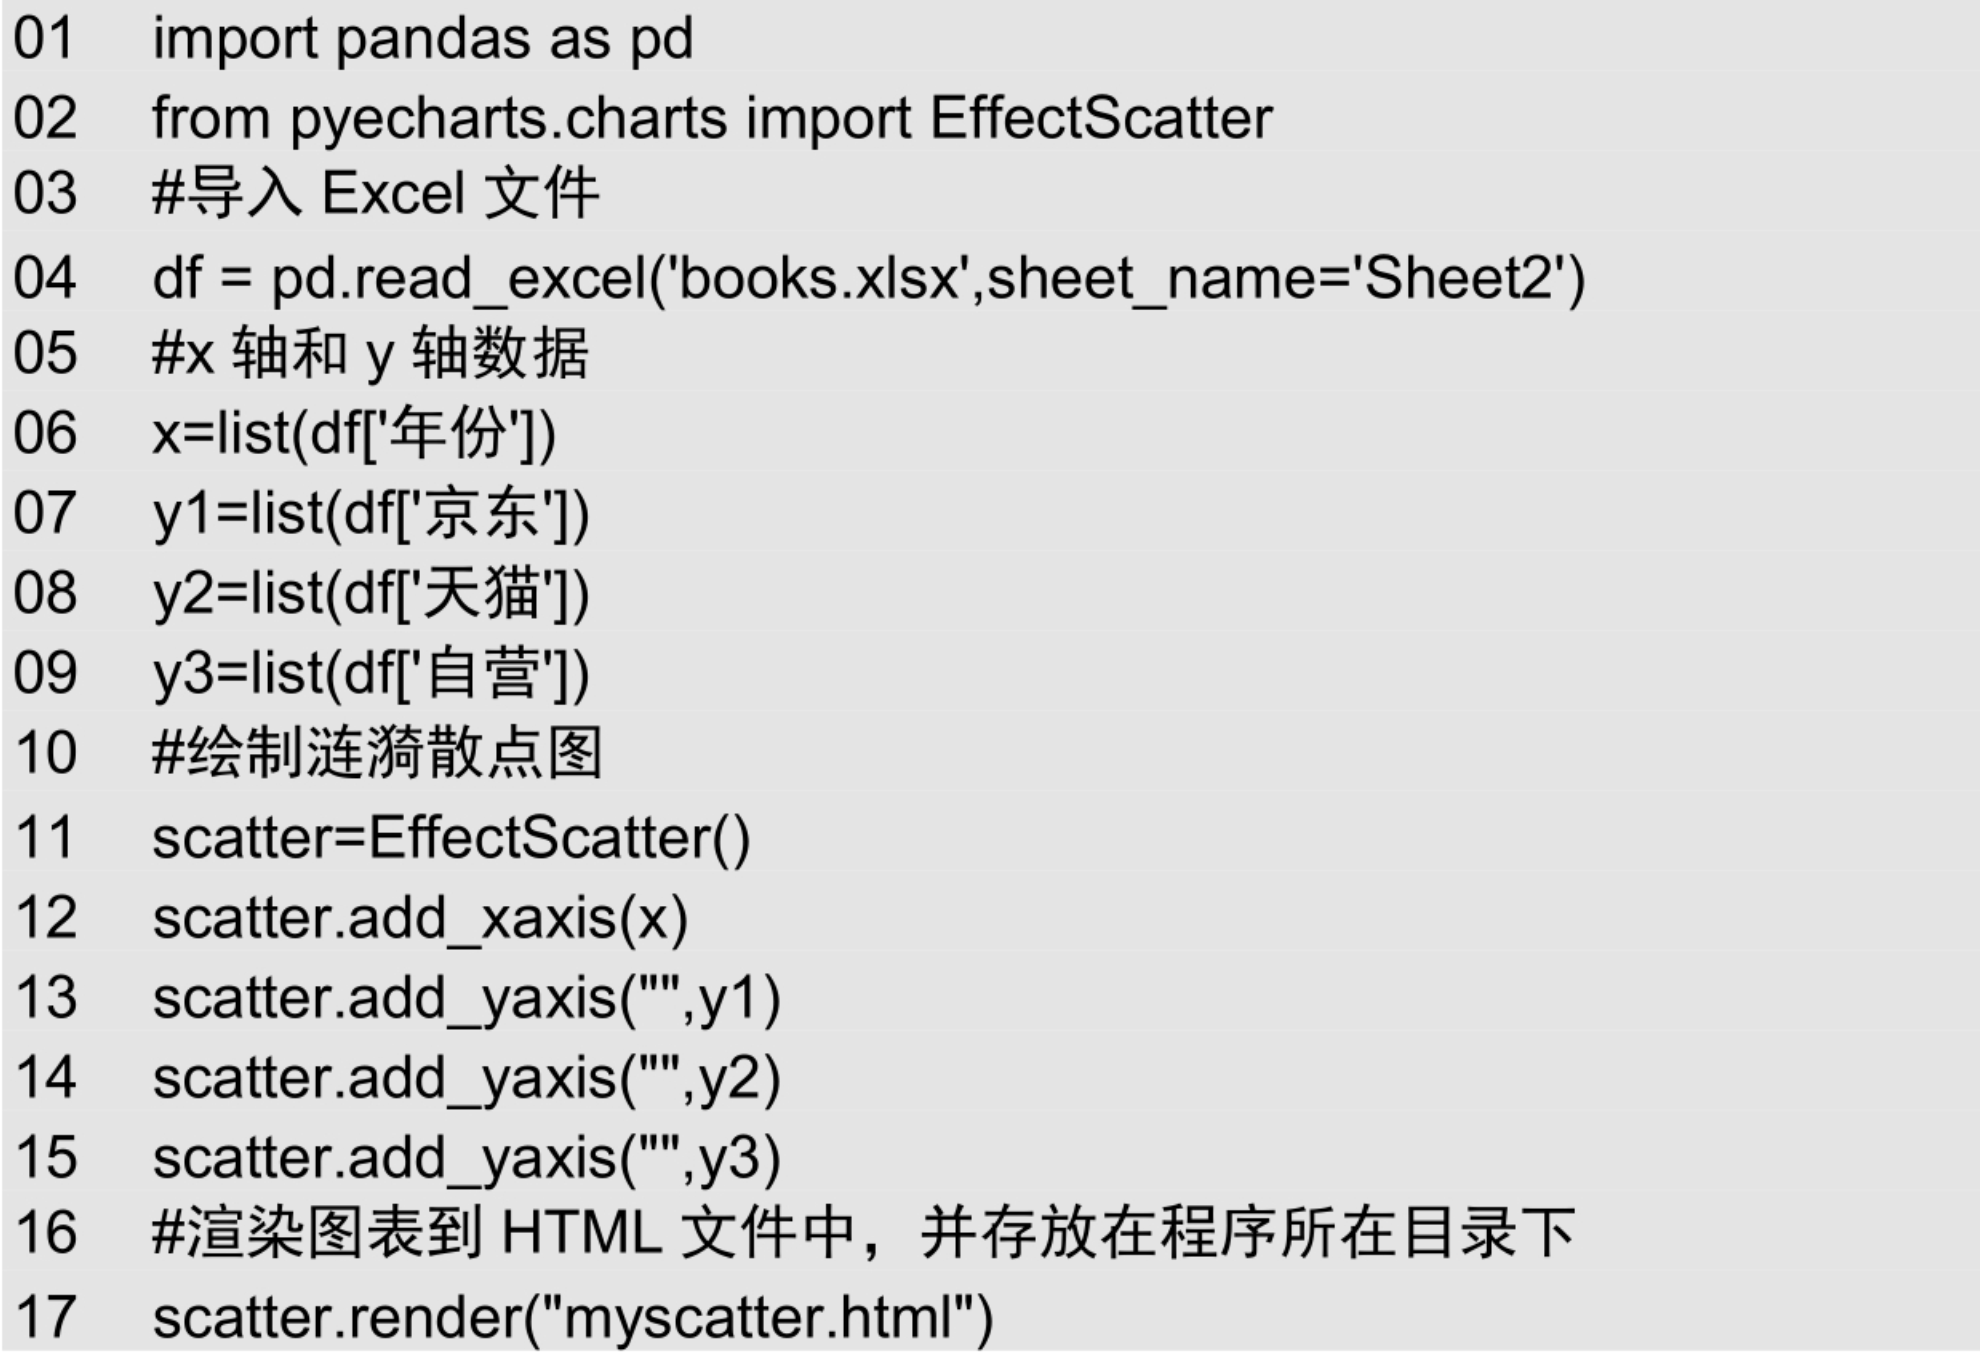 01 import pandas as pd
02 from pyecharts.charts import EffectScatter
03 #导入 Excel 文件
04 df = pd.read_excel('books.xlsx',sheet_name='Sheet2')
05 #x 轴和 y 轴数据
06 x=list(df['年份'])
07 y1=list(df['京东'])
08 y2=list(df['天猫'])
09 y3=list(df['自营'])
10 #绘制涟漪散点图
11 scatter=EffectScatter()
12 scatter.add_xaxis(x)
13 scatter.add_yaxis("",y1)
14 scatter.add_yaxis("",y2)
15 scatter.add_yaxis("",y3)
16 #渲染图表到 HTML 文件中，并存放在程序所在目录下
17 scatter.render("myscatter.html")